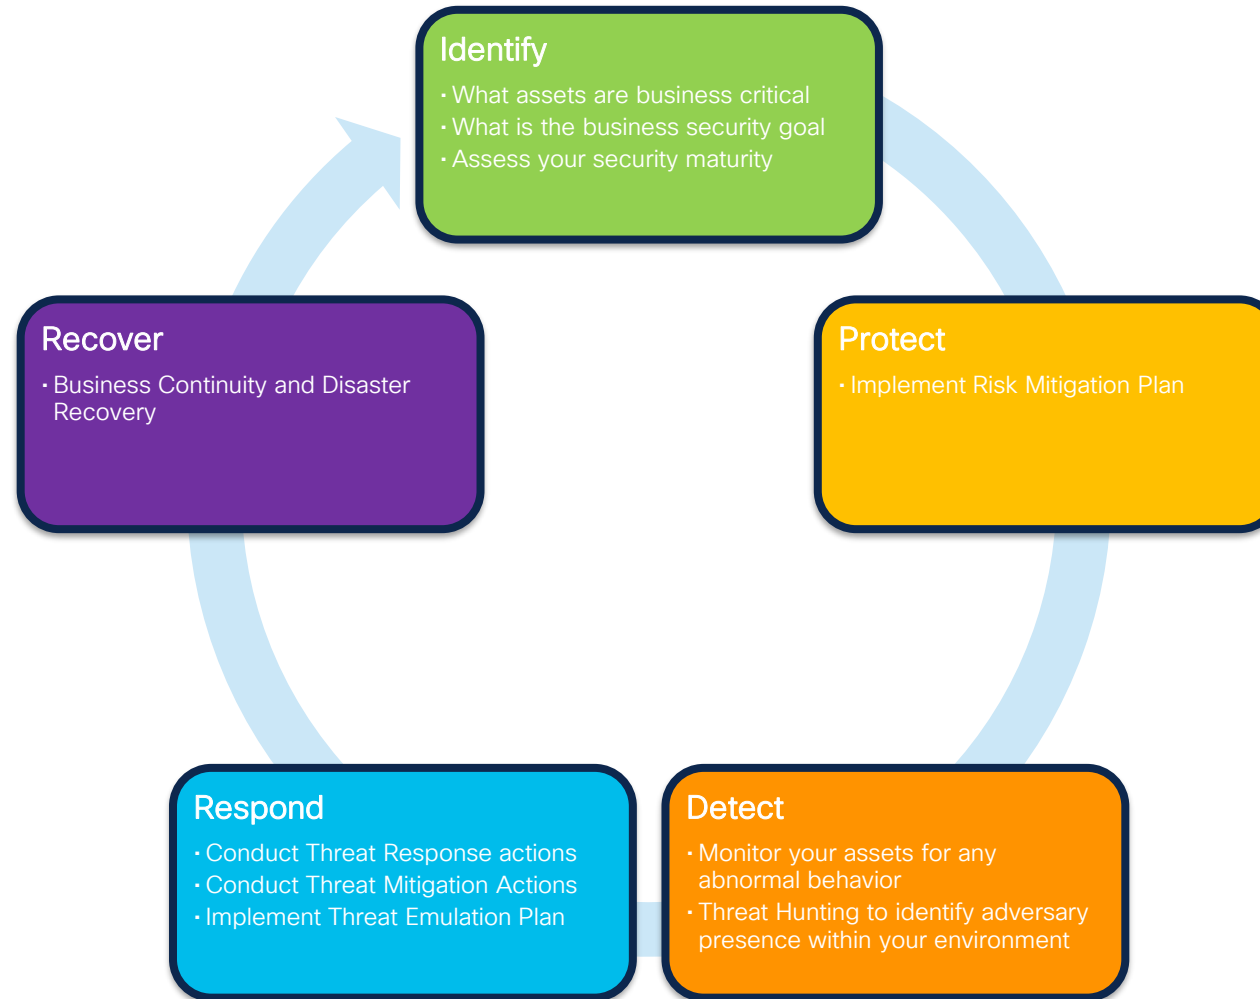 Identify
· What assets are business critical
· What is the business security goal
· Assess your security maturity
Protect
· Implement Risk Mitigation Plan
Detect
· Monitor your assets for any
abnormal behavior
· Threat Hunting to identify adversary
presence within your environment
Respond
· Conduct Threat Response actions
· Conduct Threat Mitigation Actions
· Implement Threat Emulation Plan
Recover
· Business Continuity and Disaster
Recovery